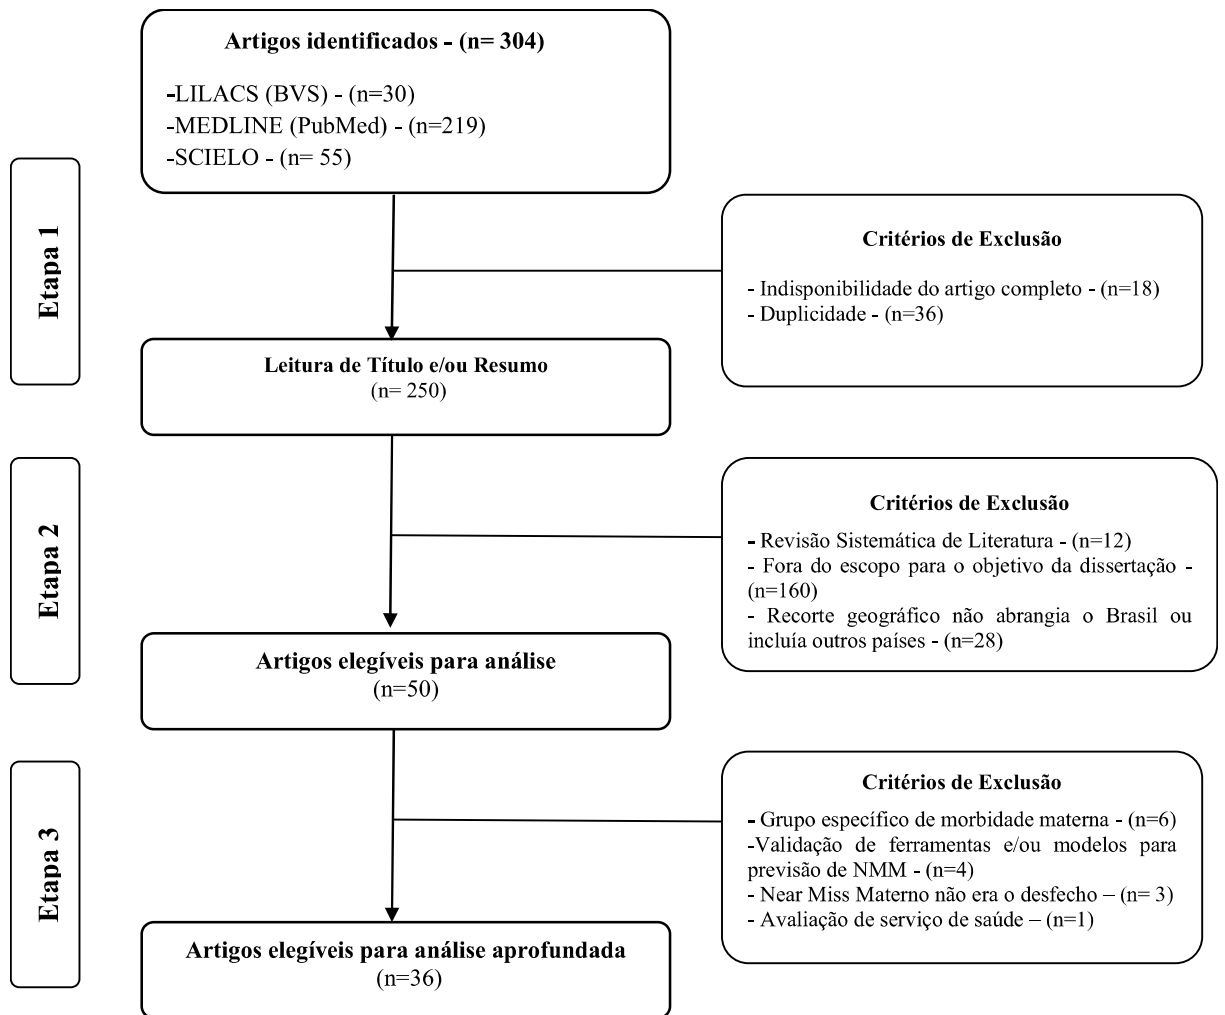 Artigos identificados - (n= 304)
-LILACS (BVS) - (n=30)
-MEDLINE (PubMed) - (n=219)
-SCIELO - (n= 55)
Etapa 1
Critérios de Exclusão
- Indisponibilidade do artigo completo - (n=18)
- Duplicidade - (n=36)
Leitura de Título e/ou Resumo
(n= 250)
Etapa 2
Critérios de Exclusão
- Revisão Sistemática de Literatura - (n=12)
- Fora do escopo para o objetivo da dissertação -
(n=160)
- Recorte geográfico não abrangia o Brasil ou
incluía outros países - (n=28)
Artigos elegíveis para análise
(n=50)
Etapa 3
Critérios de Exclusão
- Grupo específico de morbidade materna - (n=6)
-Validação de ferramentas e/ou modelos para
previsão de NMM - (n=4)
- Near Miss Materno não era o desfecho – (n= 3)
- Avaliação de serviço de saúde – (n=1)
Artigos elegíveis para análise aprofundada
(n=36)